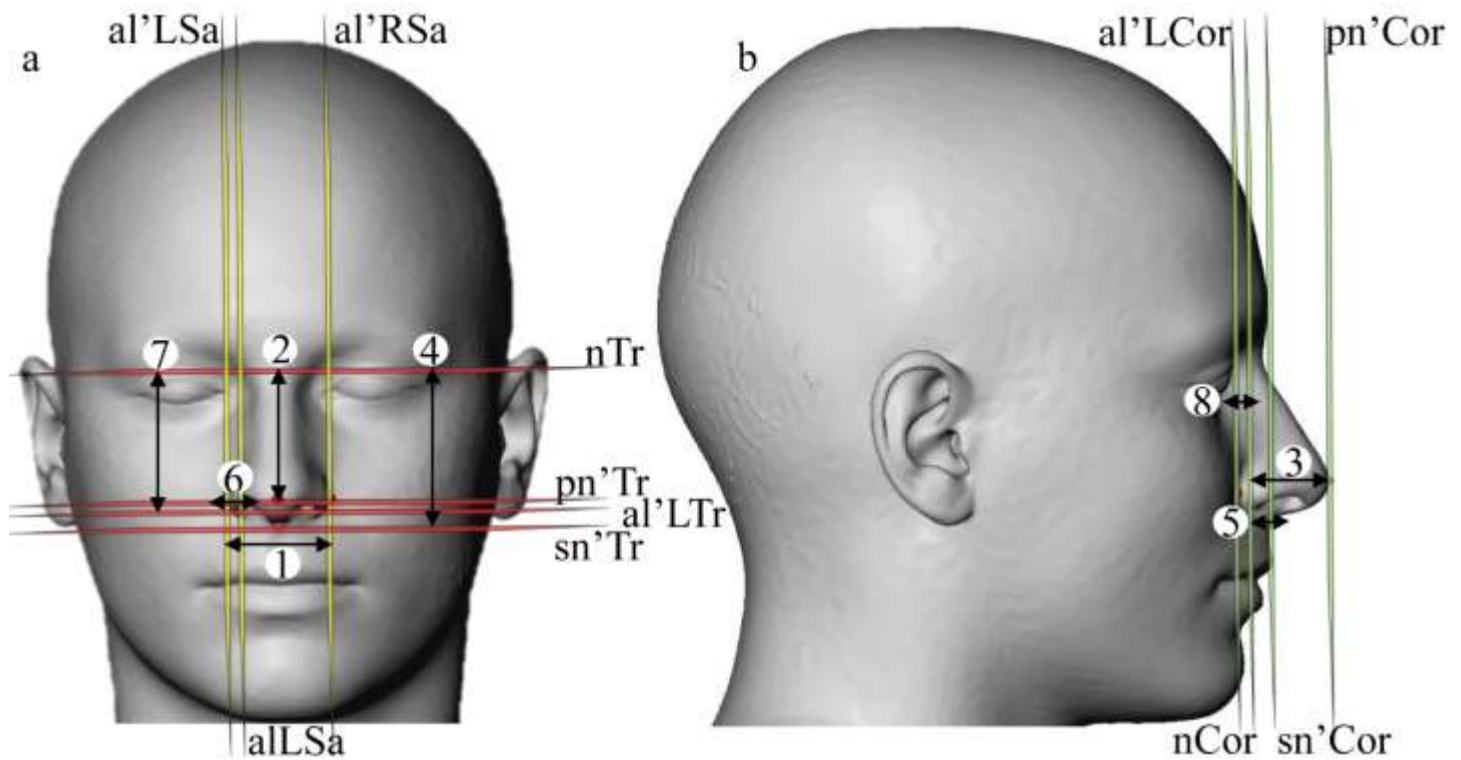 al’LSa al’RSa
a
7 2 4
nTr
6
pn’Tr
al’LTr
sn’Tr
1
alLSa
al’LCor pn’Cor
b
8
3
5
nCor sn’Cor